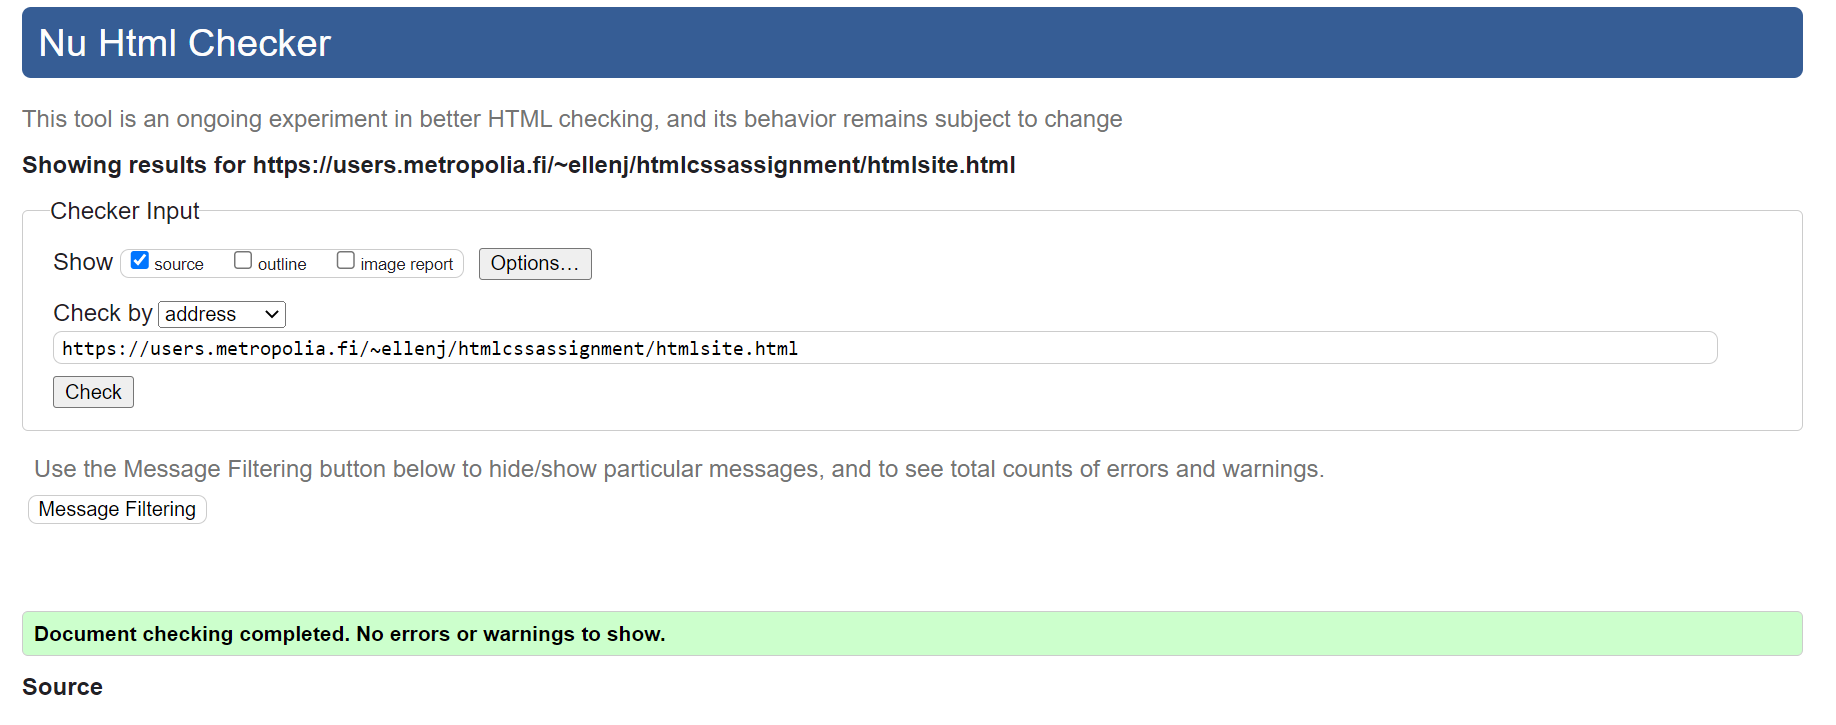 Nu Html Checker
This tool is an ongoing experiment in better HTML checking, and its behavior remains subject to change
Showing results for https://users.metropolia.fi/~ellenj/htmlcssassignment/htmlsite.html
Checker Input
Show source outline image report Options...
Check by address
https://users.metropolia.fi/~ellenj/htmlcssassignment/htmlsite.html
Check
Use the Message Filtering button below to hide/show particular messages, and to see total counts of errors and warnings.
Message Filtering
Document checking completed. No errors or warnings to show.
Source